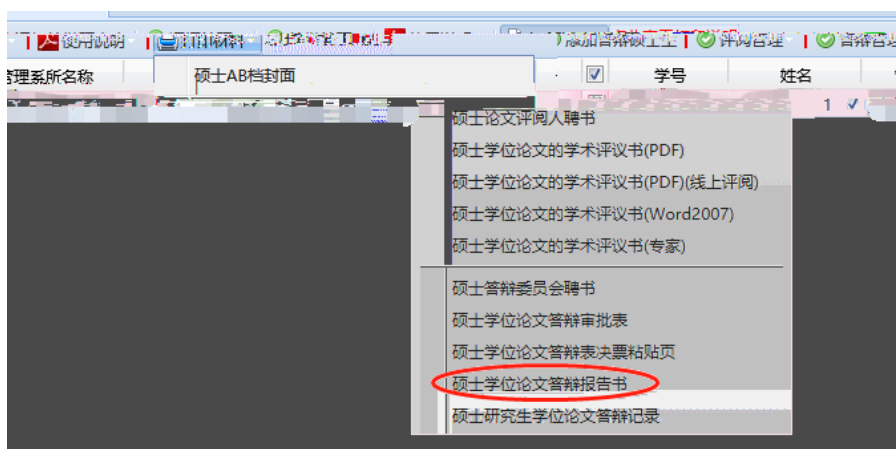 使用说明 打印材料 添加答辩硕士生 评阅管理 答辩管理
管理系所名称 学号 姓名
硕士AB档封面
1
硕士论文评阅人聘书
硕士学位论文的学术评议书(PDF)
硕士学位论文的学术评议书(PDF)(线上评阅)
硕士学位论文的学术评议书(Word2007)
硕士学位论文的学术评议书(专家)
硕士答辩委员会聘书
硕士学位论文答辩审批表
硕士学位论文答辩表决票粘贴页
硕士学位论文答辩报告书
硕士研究生学位论文答辩记录